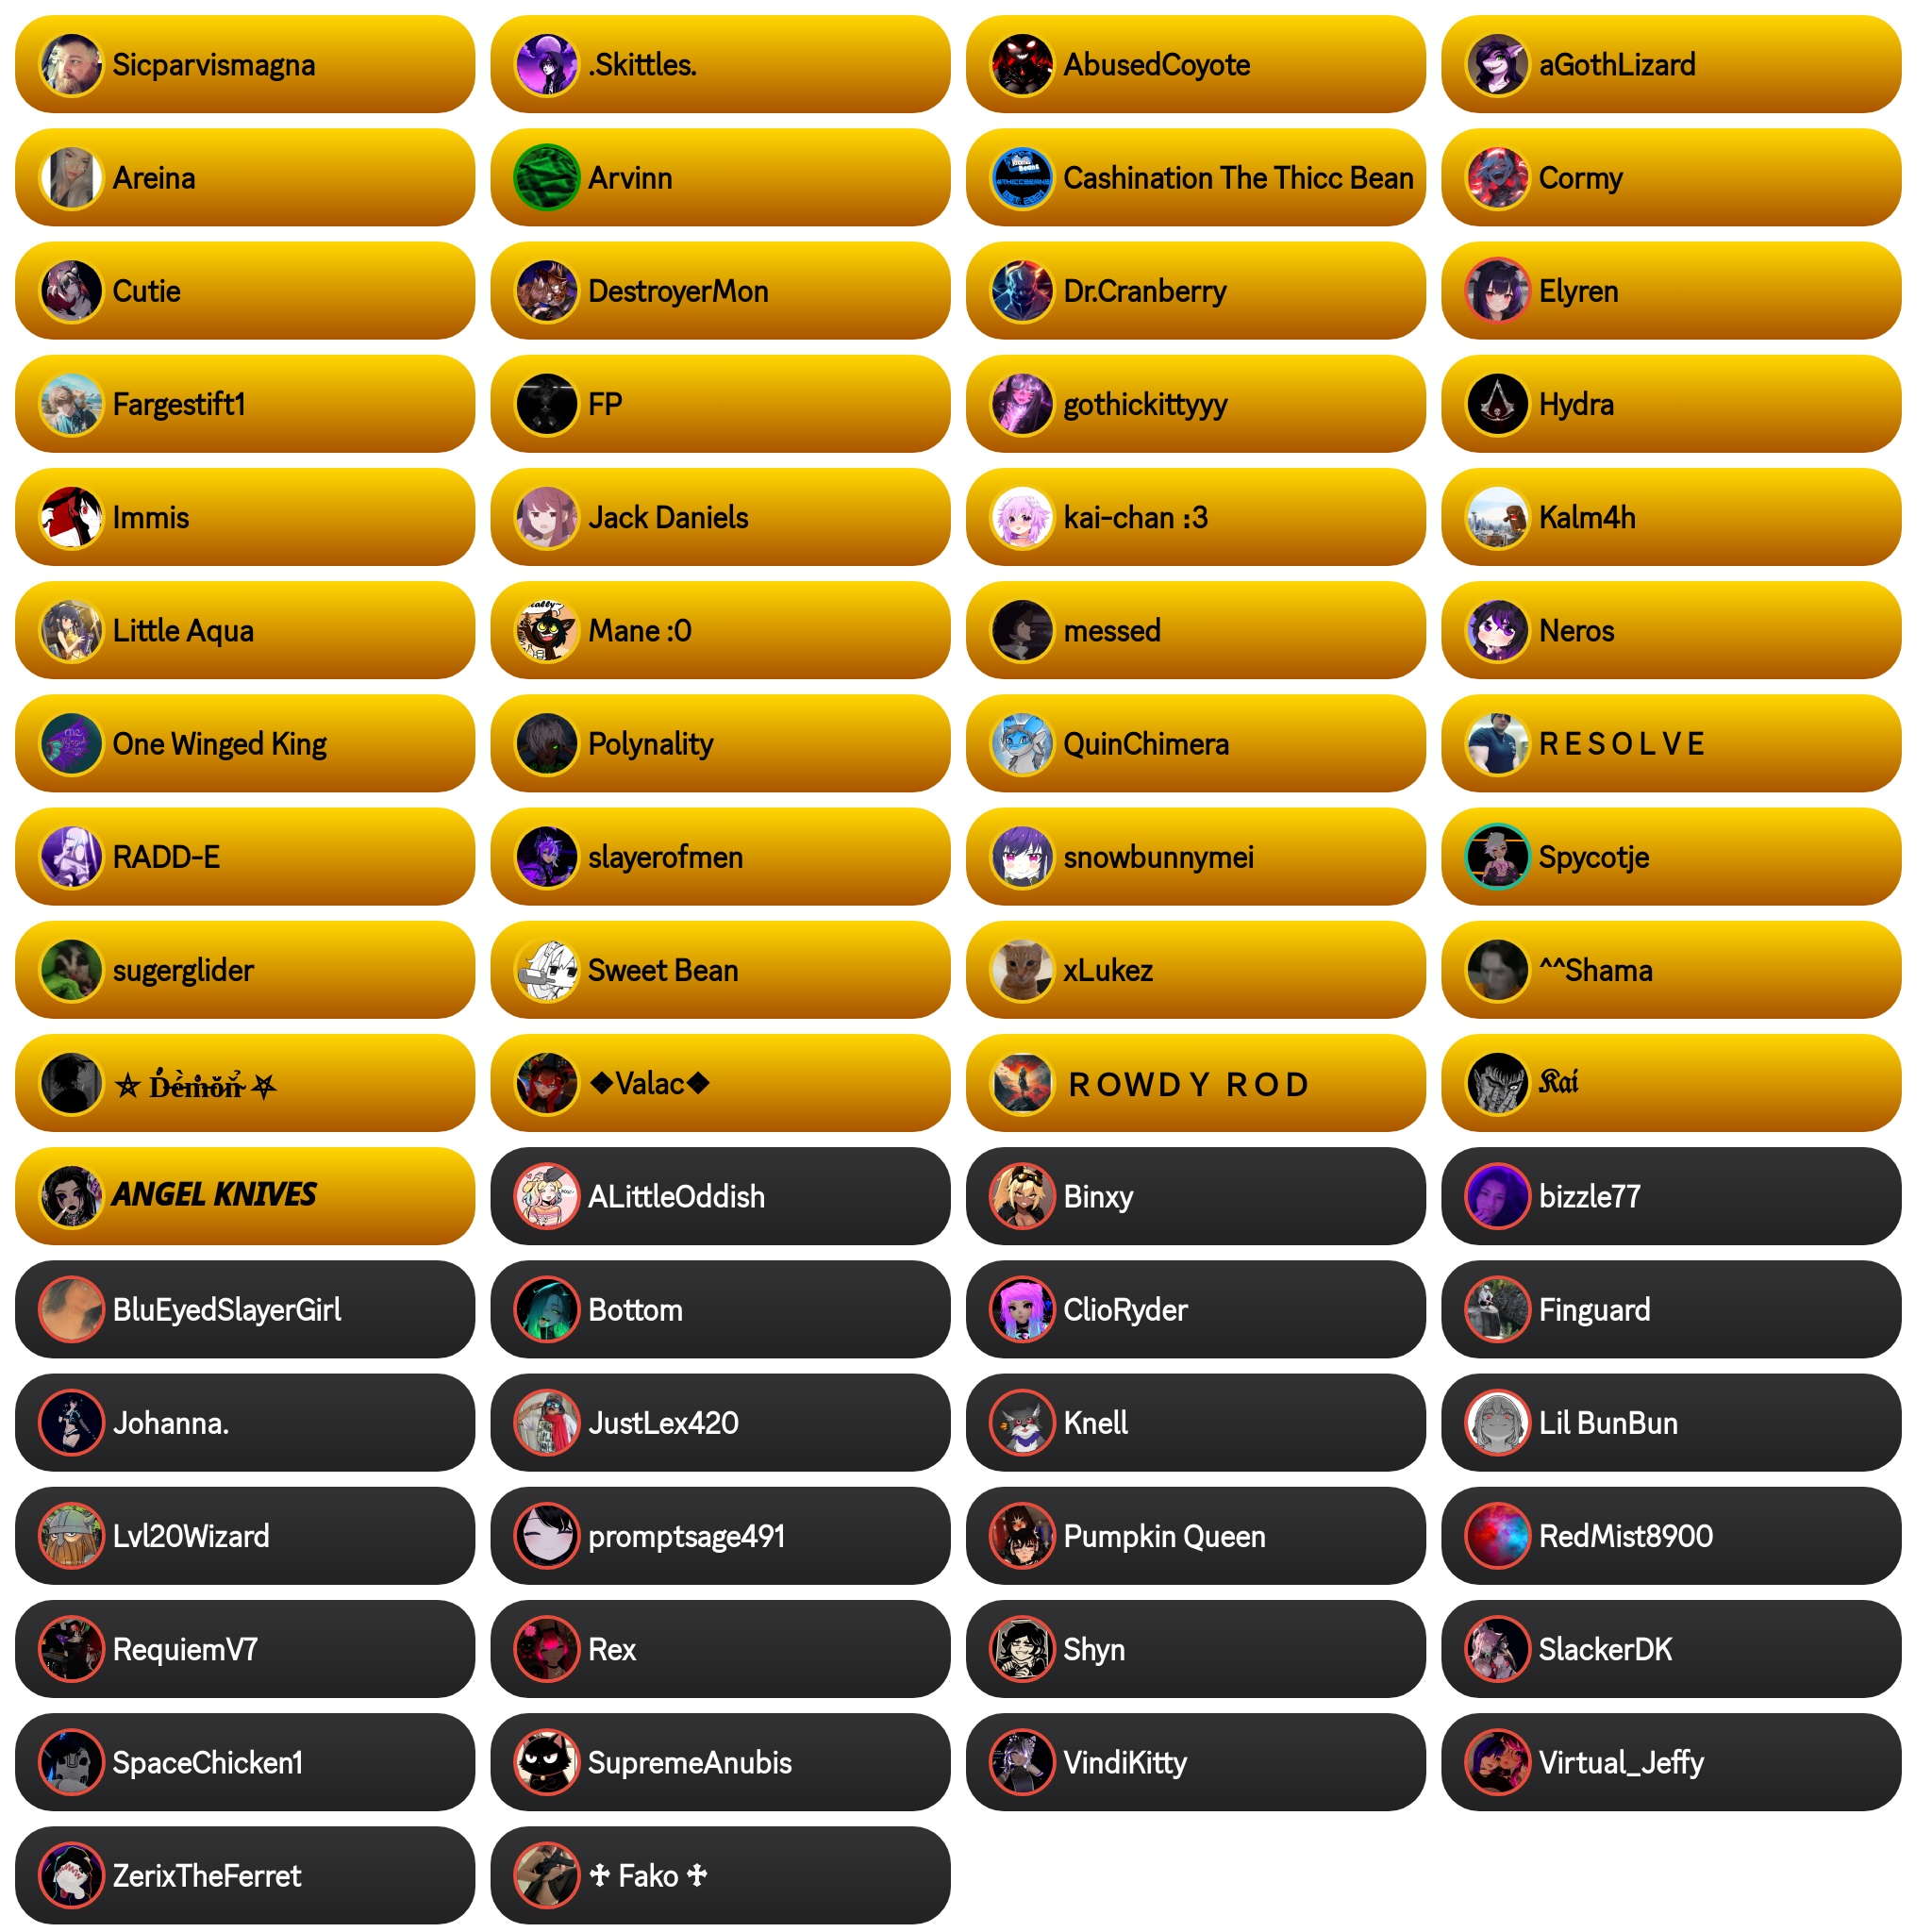 Sicparvismagna
.Skittles.
AbusedCoyote
aGothLizard
Areina
Arvinn
Cashination The Thicc Bean
Cormy
Cutie
DestroyerMon
Dr.Cranberry
Elyren
Fargestift1
FP
gothickittyyy
Hydra
Immis
Jack Daniels
kai-chan :3
Kalm4h
Little Aqua
Mane :0
messed
Neros
One Winged King
Polynality
QuinChimera
R E S O L V E
RADD-E
slayerofmen
snowbunnymei
Spycotje
sugerglider
Sweet Bean
xLukez
^^Shama
⛥ D̴e̴m̴o̴n̴ ⛧
❖Valac❖
ＲＯＷＤＹ ＲＯＤ
𝕶𝖆𝖎
ANGEL KNIVES
ALittleOddish
Binxy
bizzle77
BluEyedSlayerGirl
Bottom
ClioRyder
Finguard
Johanna.
JustLex420
Knell
Lil BunBun
Lvl20Wizard
promptsage491
Pumpkin Queen
RedMist8900
RequiemV7
Rex
Shyn
SlackerDK
SpaceChicken1
SupremeAnubis
VindiKitty
Virtual_Jeffy
ZerixTheFerret
♱ Fako ♱